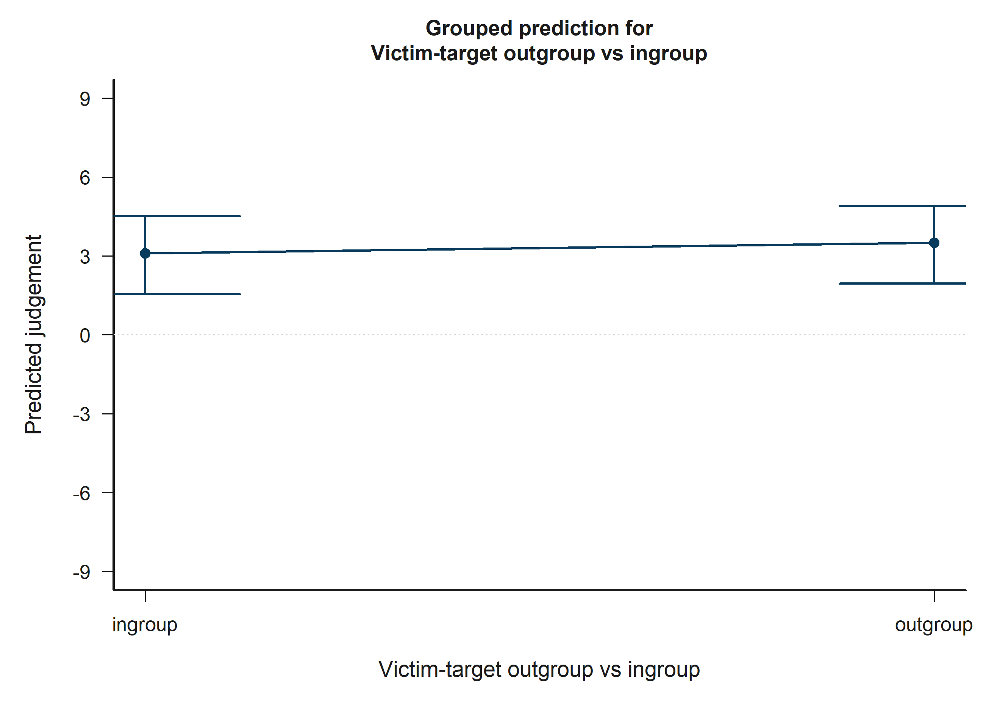 Grouped prediction for
Victim-target outgroup vs ingroup
9
6
3
0
-3
-6
-9
Predicted judgement
ingroup
outgroup
Victim-target outgroup vs ingroup